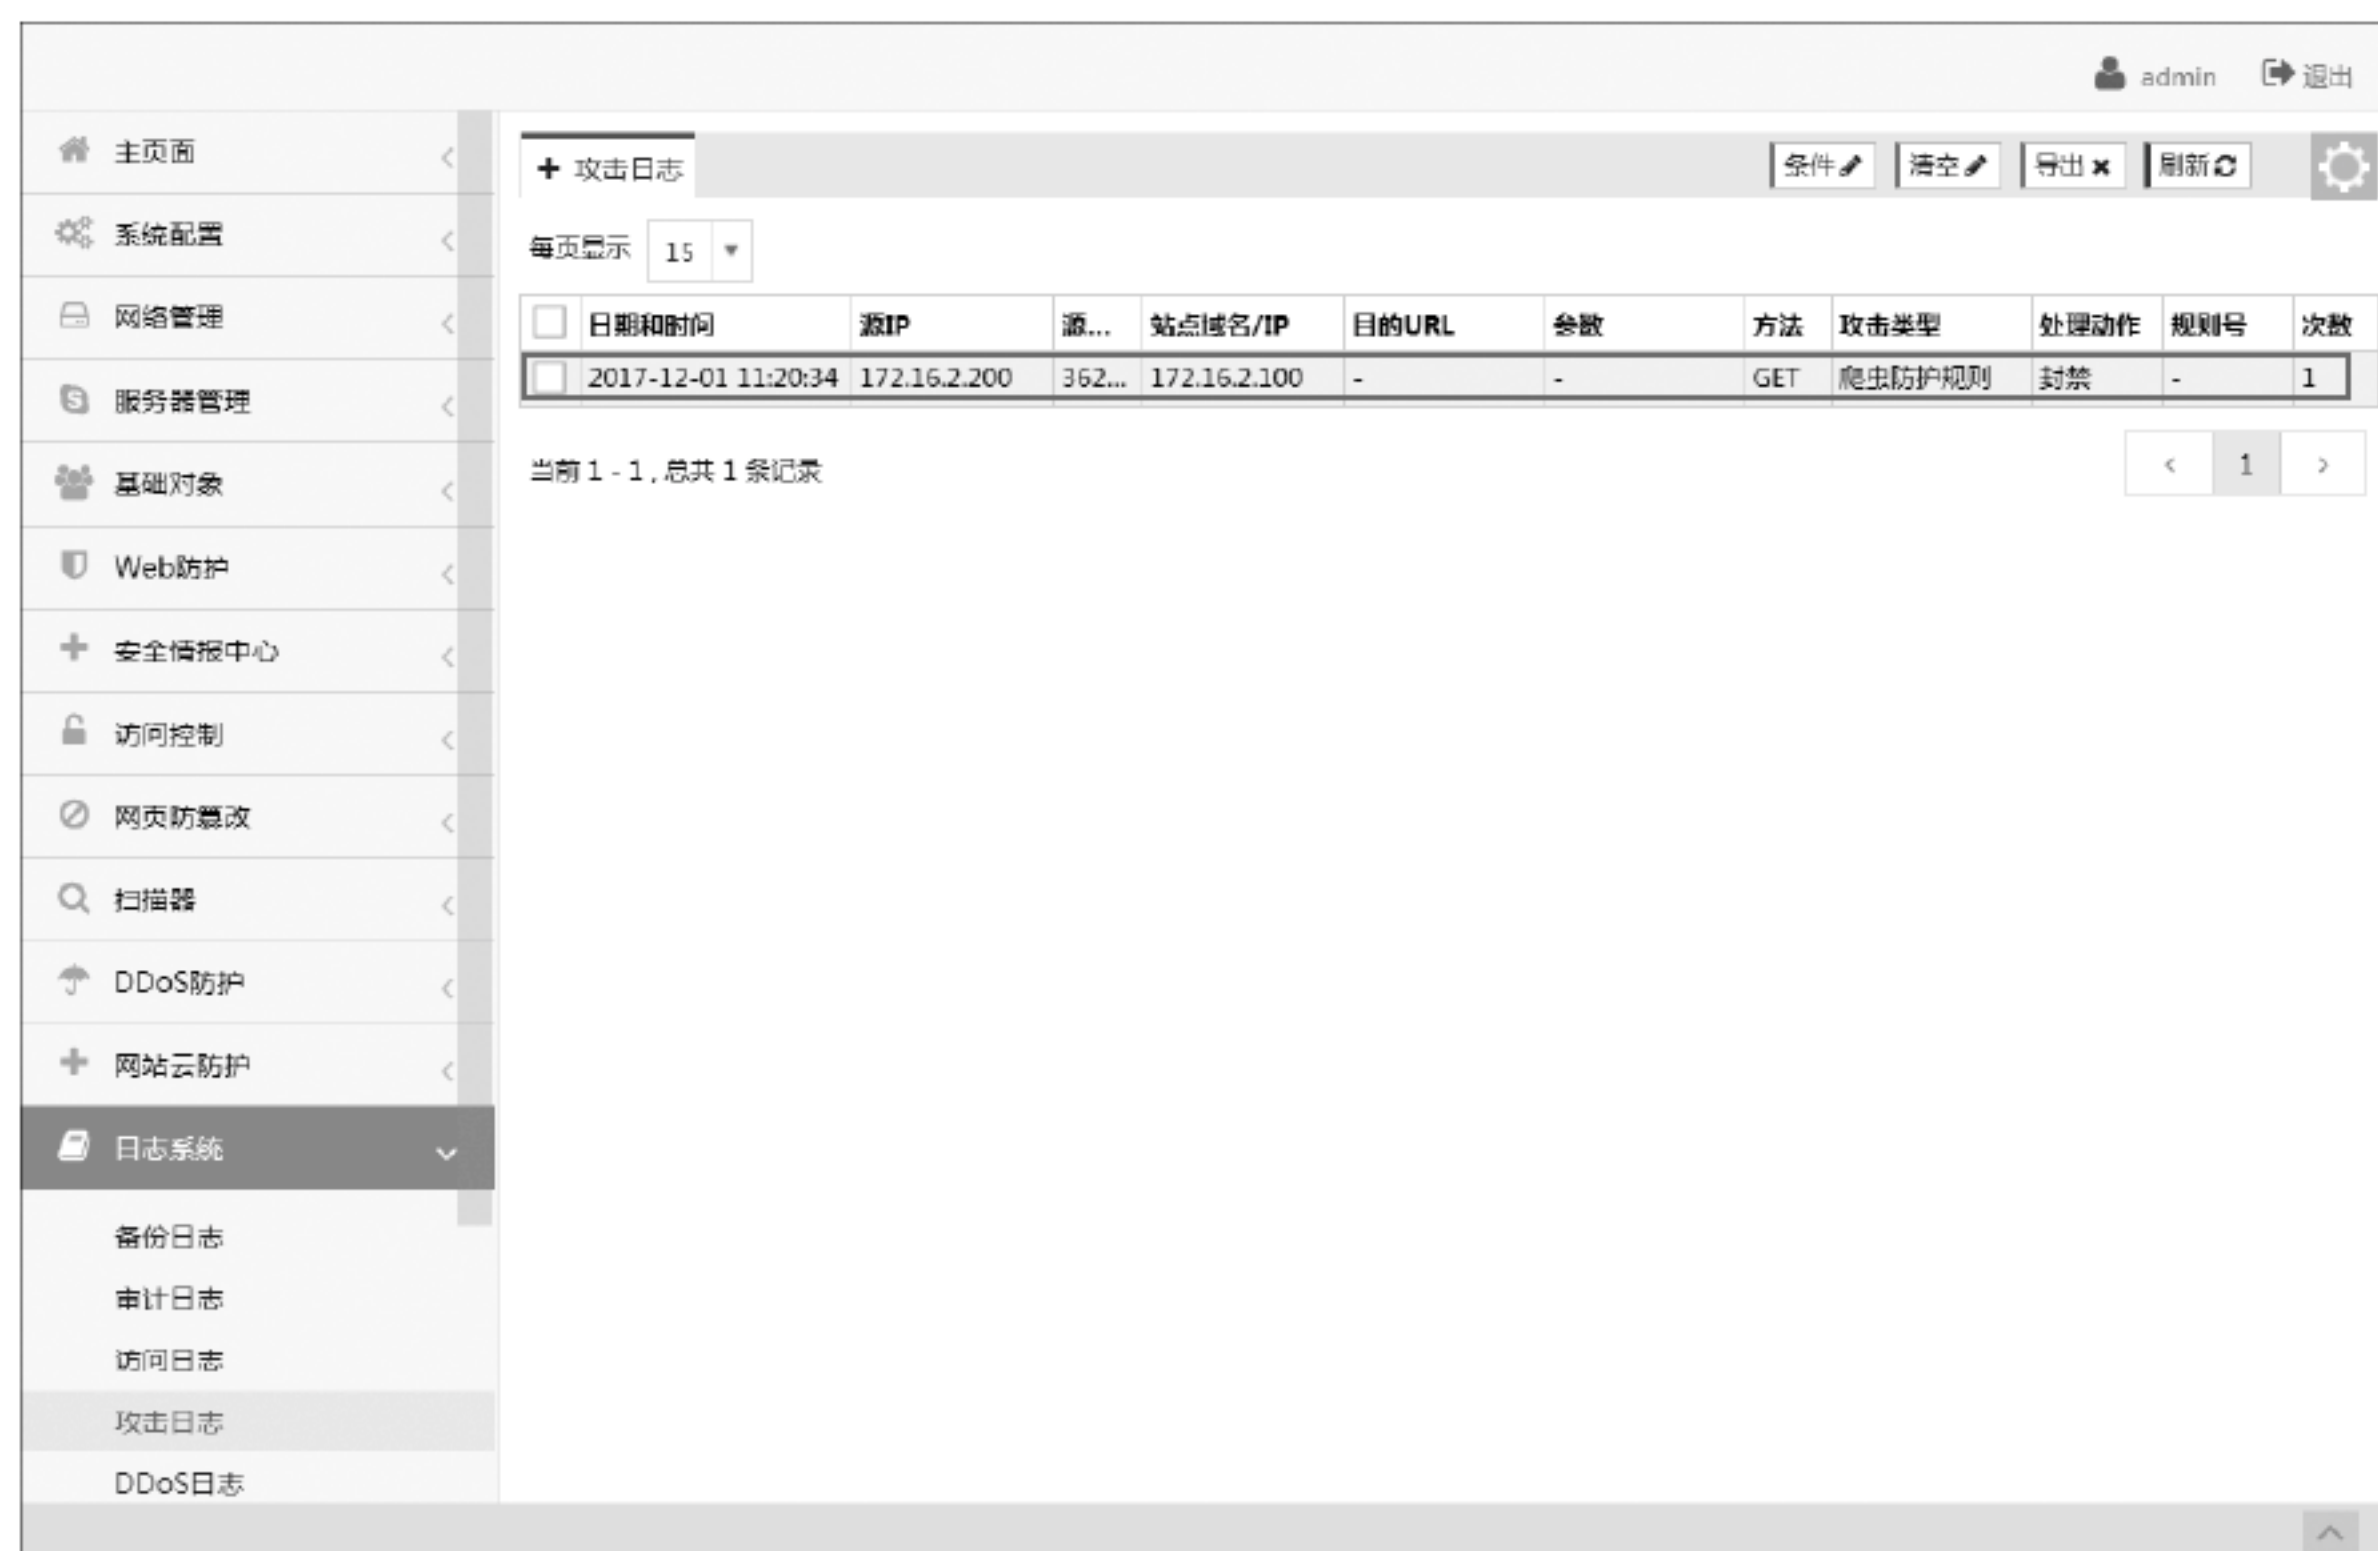 admin 退出
主页面
系统配置
网络管理
服务器管理
基础对象
Web防护
安全情报中心
访问控制
网页防篡改
扫描器
DDoS防护
网站云防护
日志系统
备份日志
审计日志
访问日志
攻击日志
DDoS日志
攻击日志 条件 清空 导出 刷新
每页显示 15
日期和时间 源IP 源... 站点域名/IP 目的URL 参数 方法 攻击类型 处理动作 规则号 次数
2017-12-01 11:20:34 172.16.2.200 362... 172.16.2.100 - - GET 爬虫防护规则 封禁 - 1
当前 1 - 1 , 总共 1 条记录
< 1 >